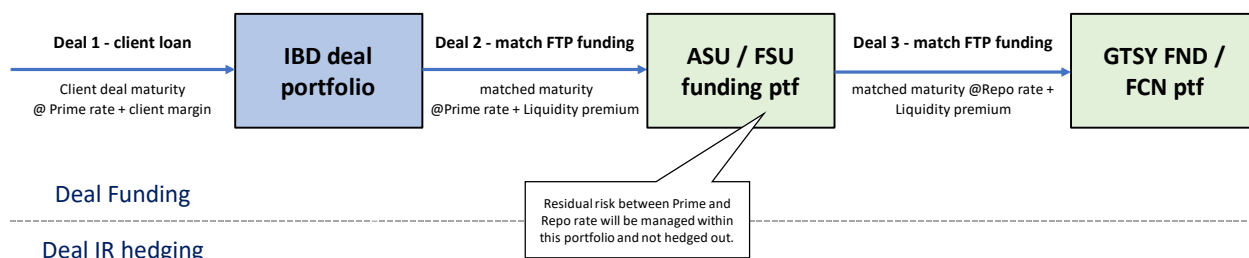 Deal 1 - client loan
Client deal maturity
@ Prime rate + client margin
IBD deal
portfolio
Deal 2 - match FTP funding
matched maturity
@Prime rate + Liquidity premium
ASU / FSU
funding ptf
Deal 3 - match FTP funding
matched maturity @Repo rate +
Liquidity premium
GTSY FND /
FCN ptf
Residual risk between Prime and
Repo rate will be managed within
this portfolio and not hedged out.
Deal Funding
Deal IR hedging